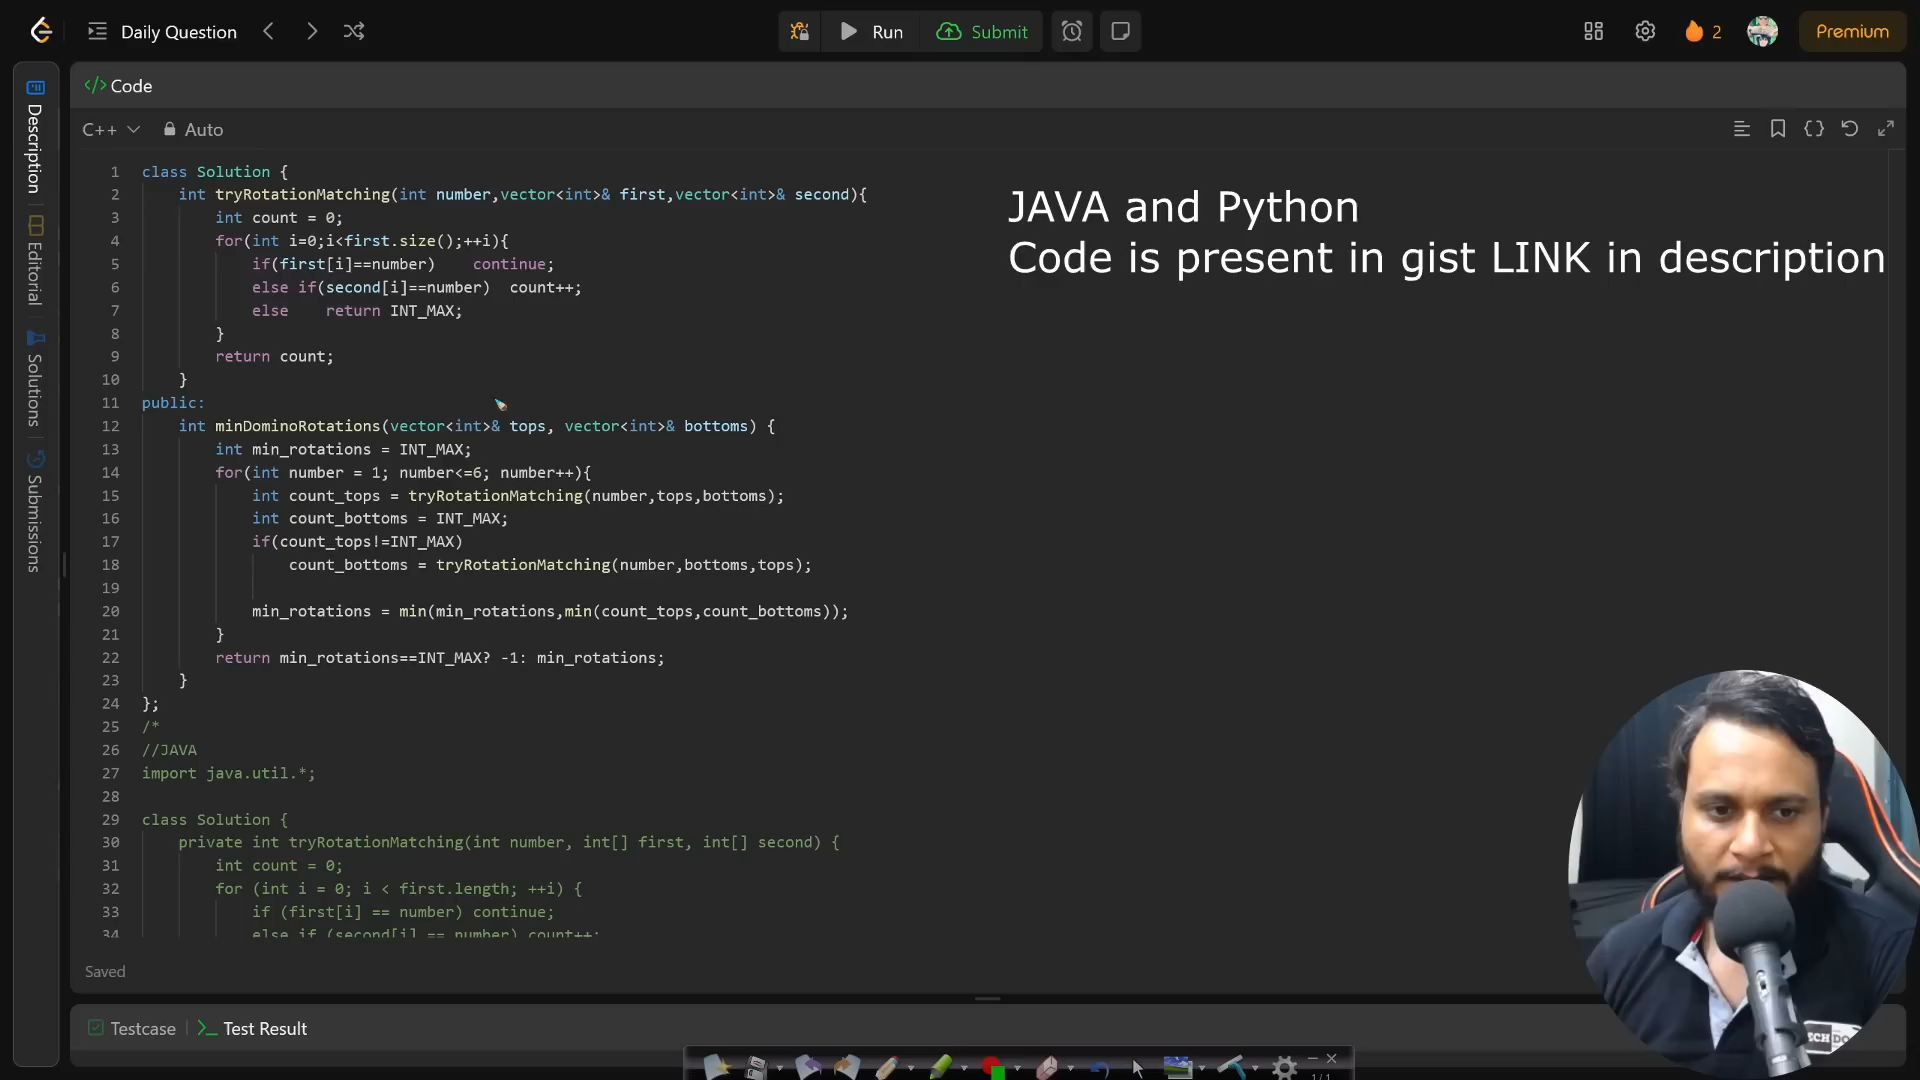 Daily Question
Run
Submit
2
Premium
Description
Editorial
Solutions
Submissions
</> Code
C++
Auto
1 class Solution {
2 int tryRotationMatching(int number,vector<int>& first,vector<int>& second){
3 int count = 0;
4 for(int i=0;i<first.size();++i){
5 if(first[i]==number) continue;
6 else if(second[i]==number) count++;
7 else return INT_MAX;
8 }
9 return count;
10 }
11 public:
12 int minDominoRotations(vector<int>& tops, vector<int>& bottoms) {
13 int min_rotations = INT_MAX;
14 for(int number = 1; number<=6; number++){
15 int count_tops = tryRotationMatching(number,tops,bottoms);
16 int count_bottoms = INT_MAX;
17 if(count_tops!=INT_MAX)
18 count_bottoms = tryRotationMatching(number,bottoms,tops);
19
20 min_rotations = min(min_rotations,min(count_tops,count_bottoms));
21 }
22 return min_rotations==INT_MAX? -1: min_rotations;
23 }
24 };
25 /*
26 //JAVA
27 import java.util.*;
28
29 class Solution {
30 private int tryRotationMatching(int number, int[] first, int[] second) {
31 int count = 0;
32 for (int i = 0; i < first.length; ++i) {
33 if (first[i] == number) continue;
34 else if (second[i] == number) count++;
JAVA and Python
Code is present in gist LINK in description
Saved
Testcase
Test Result
1/1